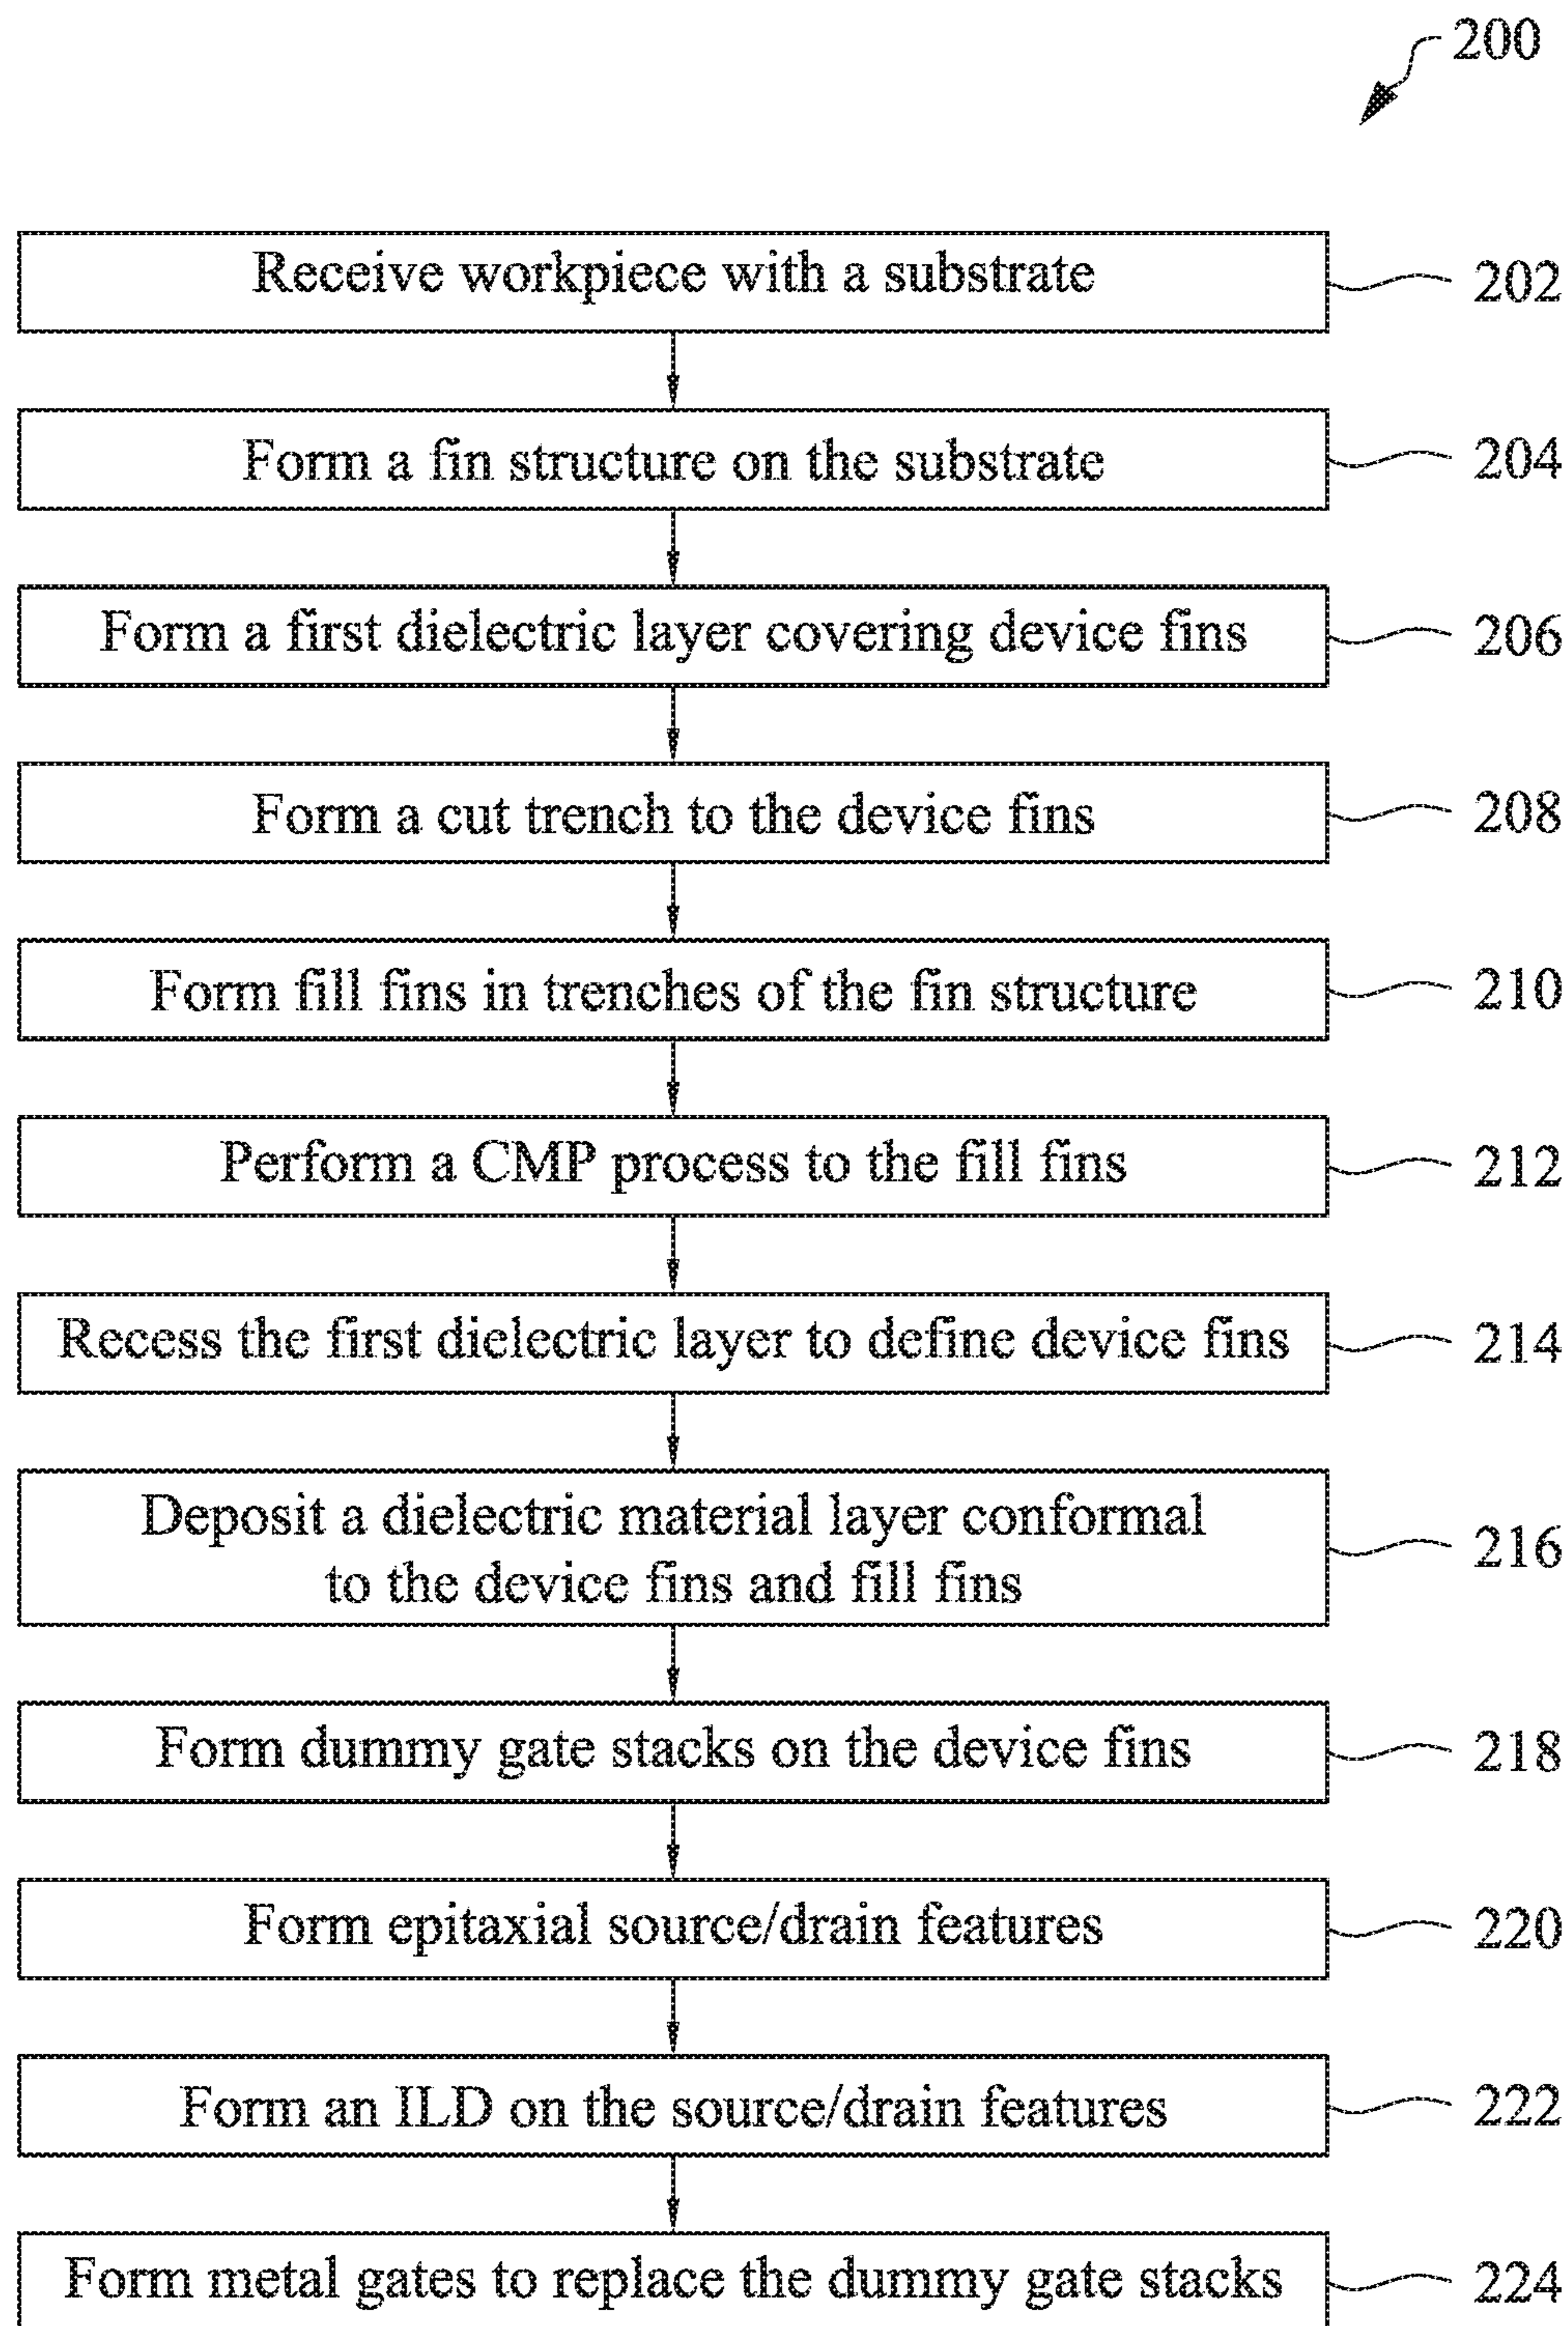 200
Receive workpiece with a substrate
202
Form a fin structure on the substrate
204
Form a first dielectric layer covering device fins
206
Form a cut trench to the device fins
208
Form fill fins in trenches of the fin structure
210
Perform a CMP process to the fill fins
212
Recess the first dielectric layer to define device fins
214
Deposit a dielectric material layer conformal
to the device fins and fill fins
216
Form dummy gate stacks on the device fins
218
Form epitaxial source/drain features
220
Form an ILD on the source/drain features
222
Form metal gates to replace the dummy gate stacks
224